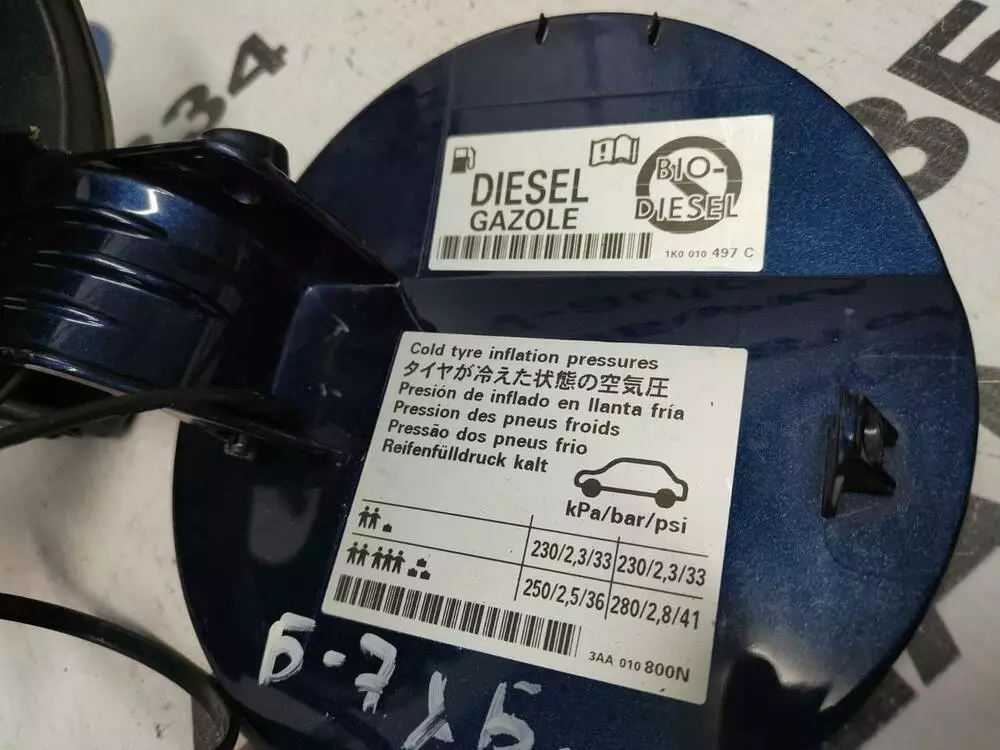 DIESEL
GAZOLE
BIO-
DIESEL
1K0 010 497 C
Cold tyre inflation pressures
タイヤが冷えた状態の空気圧
Presión de inflado en llanta fría
Pression des pneus froids
Pressão dos pneus frio
Reifenfülldruck kalt
kPa/bar/psi
230/2,3/33 230/2,3/33
250/2,5/36 280/2,8/41
3AA 010 800N
Б-7
34